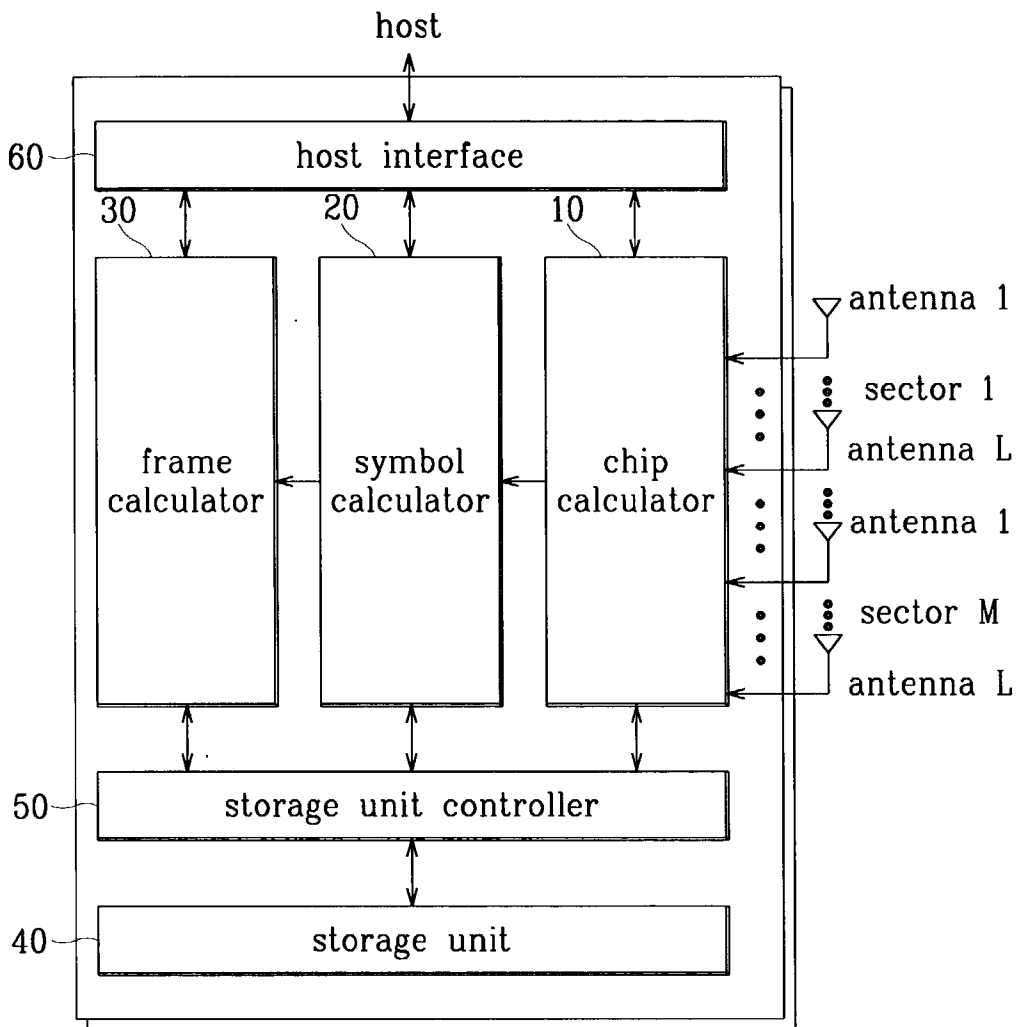 host
60
host interface
30
20
10
frame
calculator
symbol
calculator
chip
calculator
antenna 1
sector 1
antenna L
antenna 1
sector M
antenna L
50
storage unit controller
40
storage unit